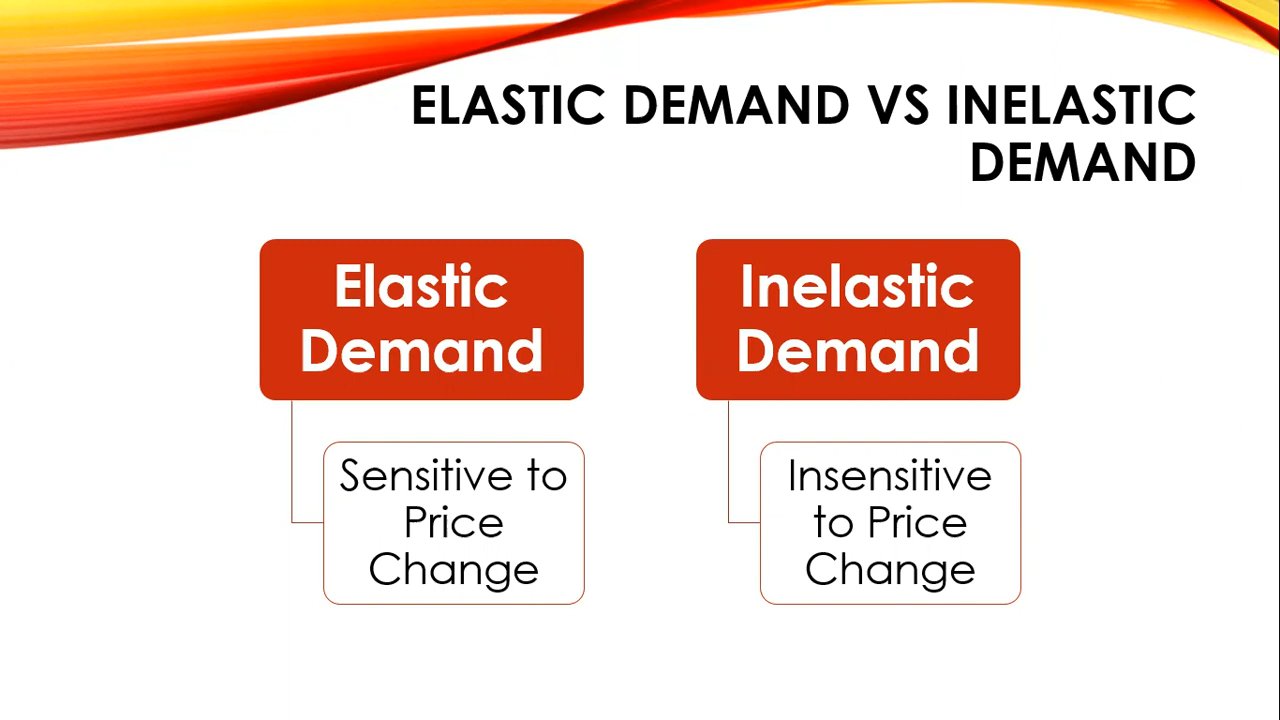 ELASTIC DEMAND VS INELASTIC
DEMAND
Elastic
Demand
Sensitive to
Price
Change
Inelastic
Demand
Insensitive
to Price
Change